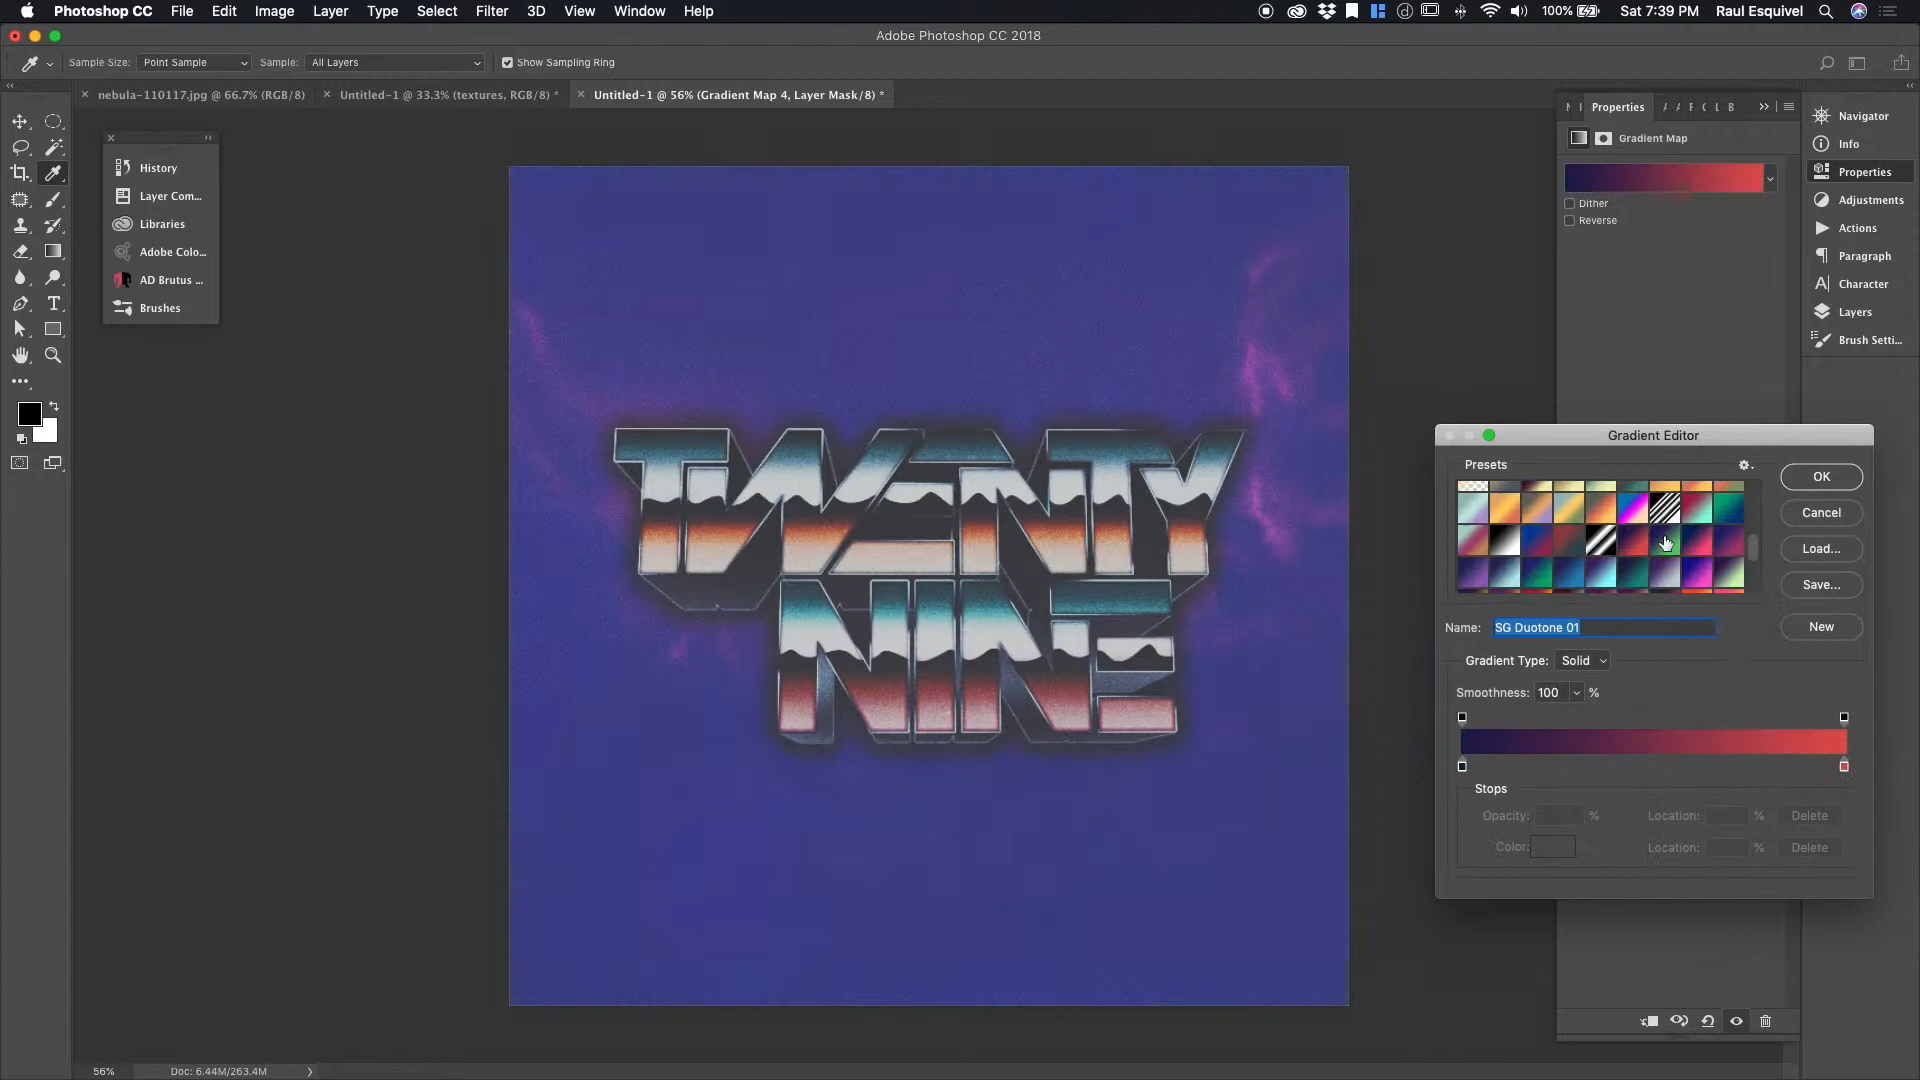 Photoshop CC File Edit Image Layer Type Select Filter 3D View Window Help 100% Sat 7:39 PM Raul Esquivel
Adobe Photoshop CC 2018
Sample Size: Point Sample Sample: All Layers Show Sampling Ring
nebula-110117.jpg @ 66.7% (RGB/8) Untitled-1 @ 33.3% (textures, RGB/8) * Untitled-1 @ 56% (Gradient Map 4, Layer Mask/8) *
Properties
Gradient Map
Dither
Reverse
History
Layer Com...
Libraries
Adobe Colo...
AD Brutus ...
Brushes
Navigator
Info
Properties
Adjustments
Actions
Paragraph
Character
Layers
Brush Setti...
TWENTY
NINE
Gradient Editor
Presets
OK
Cancel
Load...
Save...
Name: SG Duotone 01
New
Gradient Type: Solid
Smoothness: 100 %
Stops
Opacity: % Location: % Delete
Color: Location: % Delete
56% Doc: 6.44M/263.4M